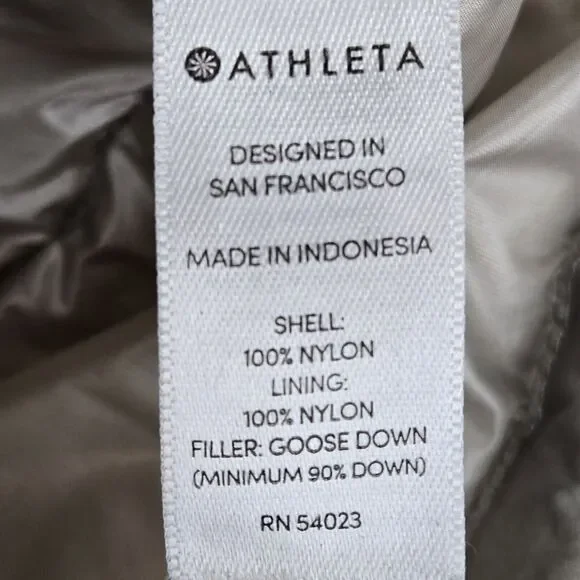 ATHLETA
DESIGNED IN
SAN FRANCISCO
MADE IN INDONESIA
SHELL:
100% NYLON
LINING:
100% NYLON
FILLER: GOOSE DOWN
(MINIMUM 90% DOWN)
RN 54023